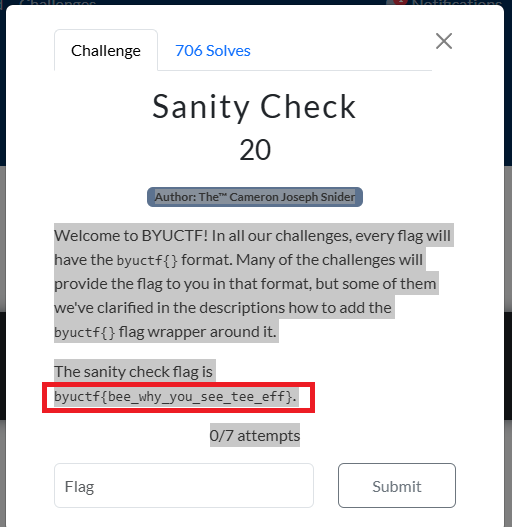 Challenges
Notifications
Challenge
706 Solves
Sanity Check
20
Author: The™ Cameron Joseph Snider
Welcome to BYUCTF! In all our challenges, every flag will
have the byuctf{} format. Many of the challenges will
provide the flag to you in that format, but some of them
we've clarified in the descriptions how to add the
byuctf{} flag wrapper around it.
The sanity check flag is
byuctf{bee_why_you_see_tee_eff}.
0/7 attempts
Flag
Submit